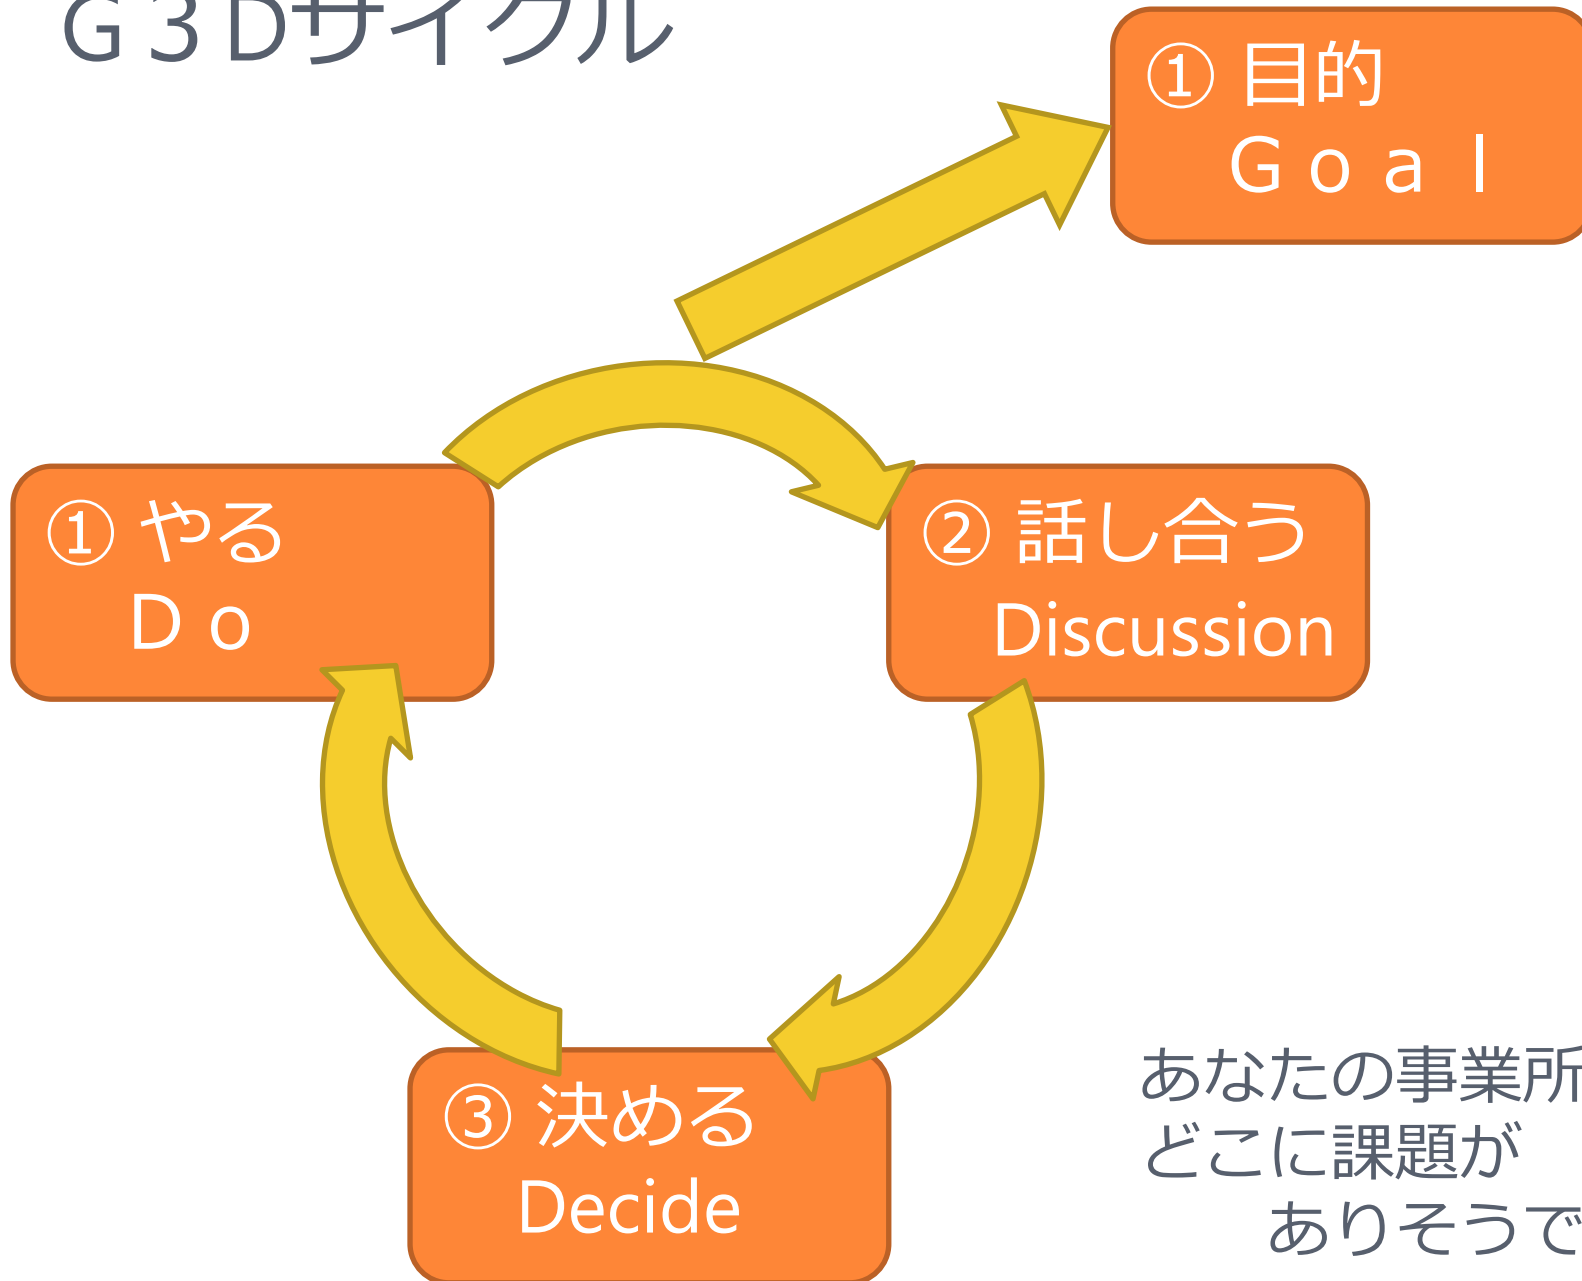 Ｇ３Ｄサイクル
① 目的
Ｇｏａｌ
① やる
Ｄｏ
② 話し合う
Discussion
③ 決める
Decide
あなたの事業所
どこに課題が
ありそうで